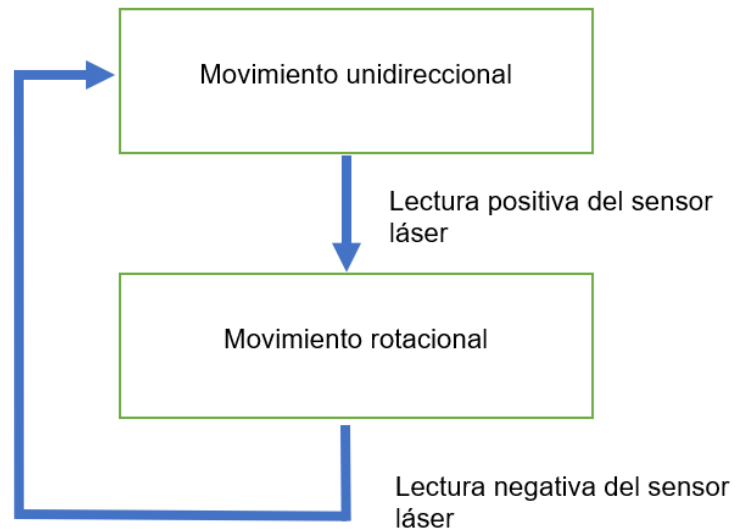 Movimiento unidireccional
Lectura positiva del sensor
láser
Movimiento rotacional
Lectura negativa del sensor
láser